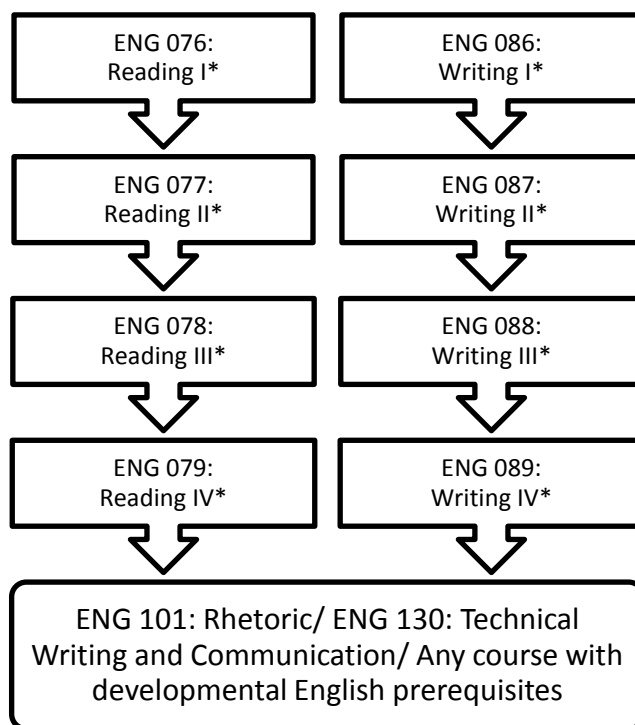 ENG 076:
Reading I*
ENG 086:
Writing I*
ENG 077:
Reading II*
ENG 087:
Writing II*
ENG 078:
Reading III*
ENG 088:
Writing III*
ENG 079:
Reading IV*
ENG 089:
Writing IV*
ENG 101: Rhetoric/ ENG 130: Technical
Writing and Communication/ Any course with
developmental English prerequisites